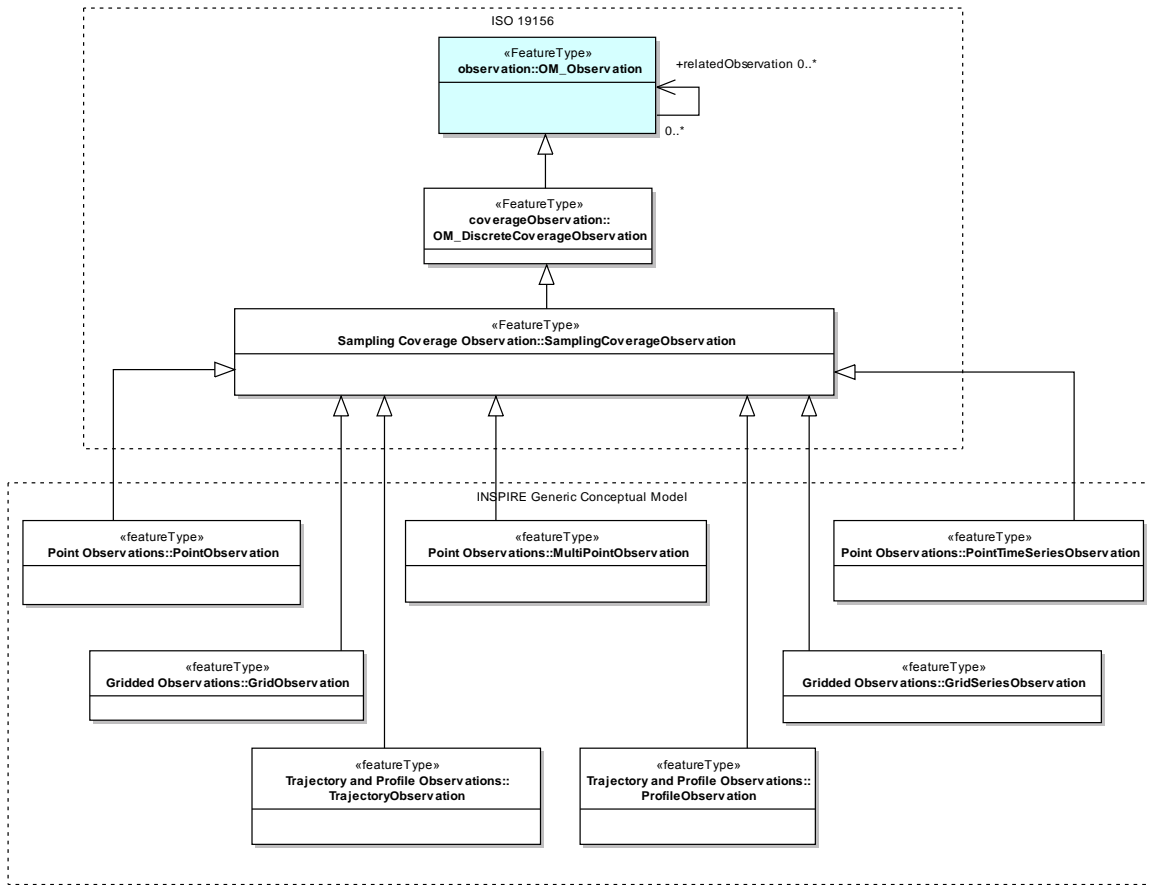 ISO 19156
«FeatureType»
observation::OM_Observation
+relatedObservation 0..*
0..*
«FeatureType»
coverageObservation::
OM_DiscreteCoverageObservation
«FeatureType»
Sampling Coverage Observation::SamplingCoverageObservation
INSPIRE Generic Conceptual Model
«featureType»
Point Observations::PointObservation
«featureType»
Point Observations::MultiPointObservation
«featureType»
Point Observations::PointTimeSeriesObservation
«featureType»
Gridded Observations::GridObservation
«featureType»
Gridded Observations::GridSeriesObservation
«featureType»
Trajectory and Profile Observations::
TrajectoryObservation
«featureType»
Trajectory and Profile Observations::
ProfileObservation